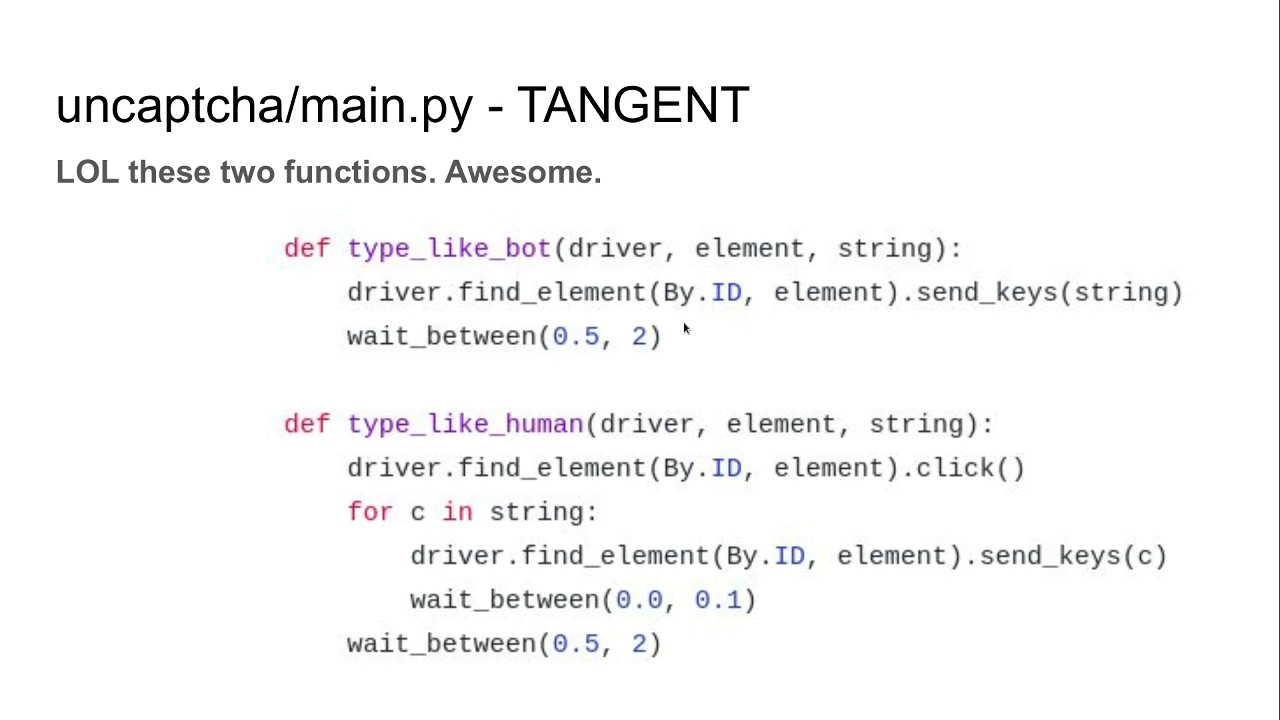 uncaptcha/main.py - TANGENT
LOL these two functions. Awesome.
def type_like_bot(driver, element, string):
    driver.find_element(By.ID, element).send_keys(string)
    wait_between(0.5, 2)
def type_like_human(driver, element, string):
    driver.find_element(By.ID, element).click()
    for c in string:
        driver.find_element(By.ID, element).send_keys(c)
        wait_between(0.0, 0.1)
    wait_between(0.5, 2)